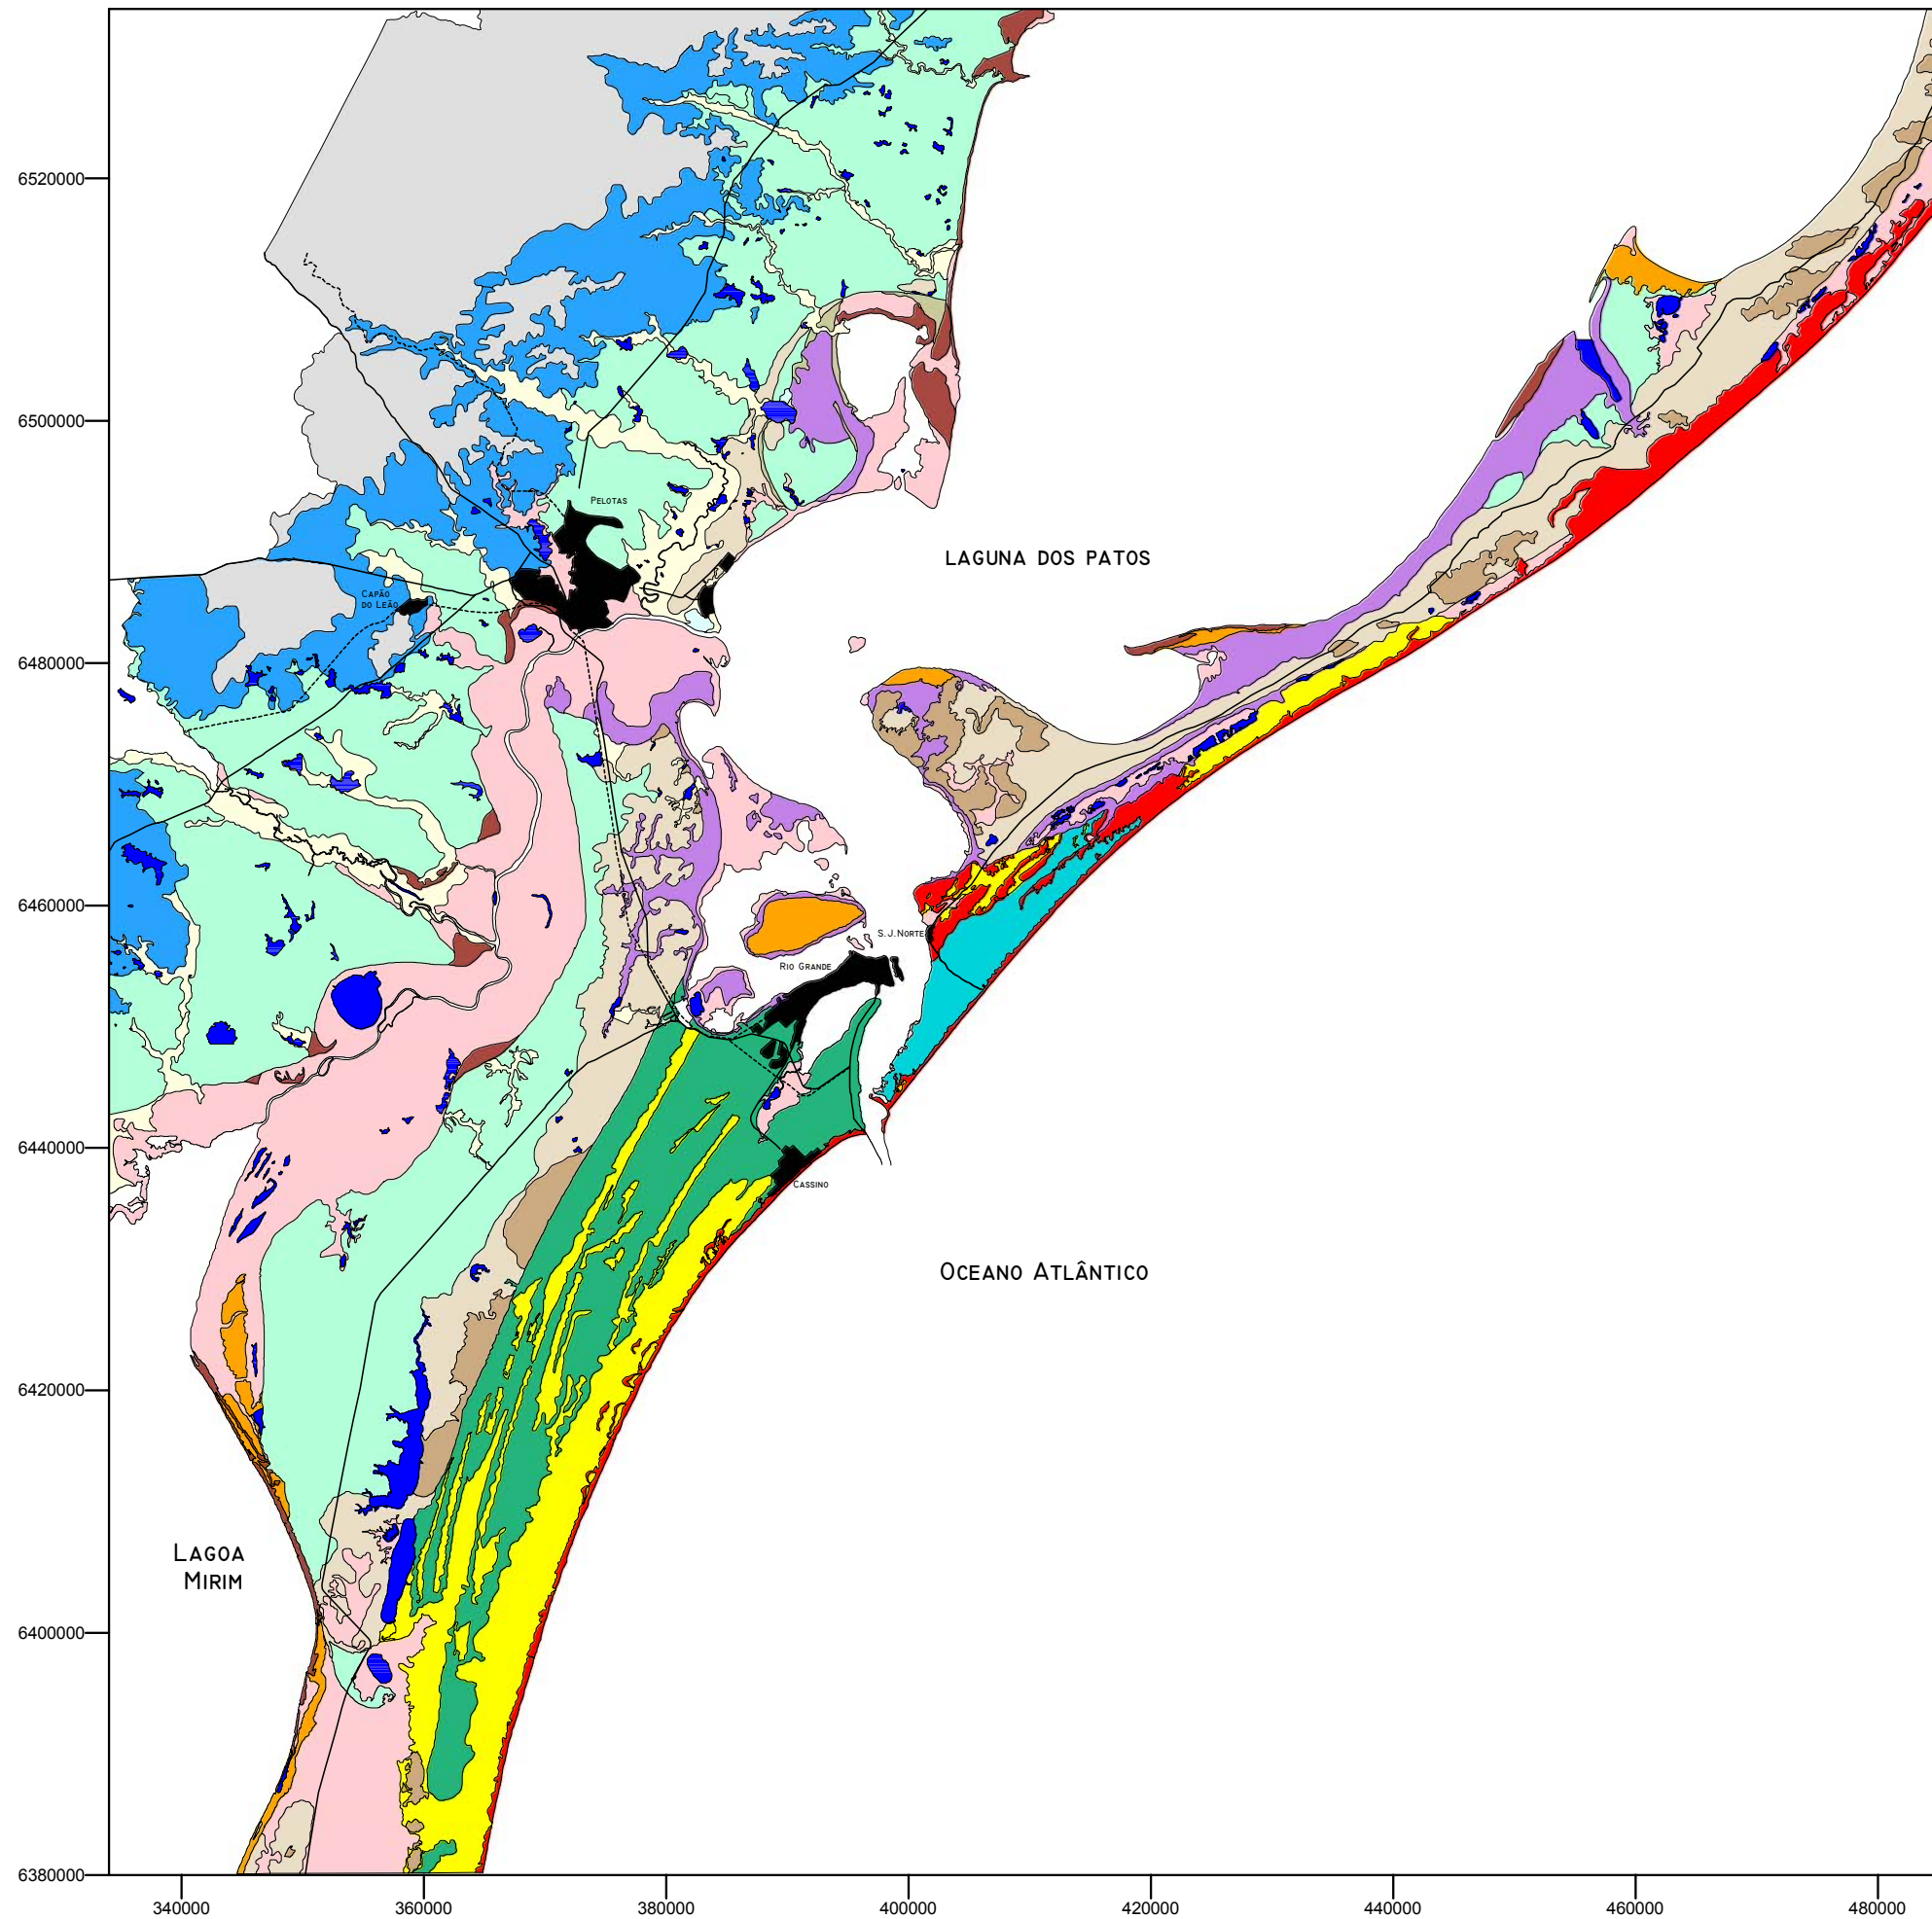 6520000
6500000
PELOTAS
LAGUNA DOS PATOS
CAPÃO
DO LEÃO
6480000
6460000
S. J. NORTE
RIO GRANDE
6440000
CASSINO
OCEANO ATLÂNTICO
6420000
LAGOA
MIRIM
6400000
6380000
340000
360000
380000
400000
420000
440000
460000
480000